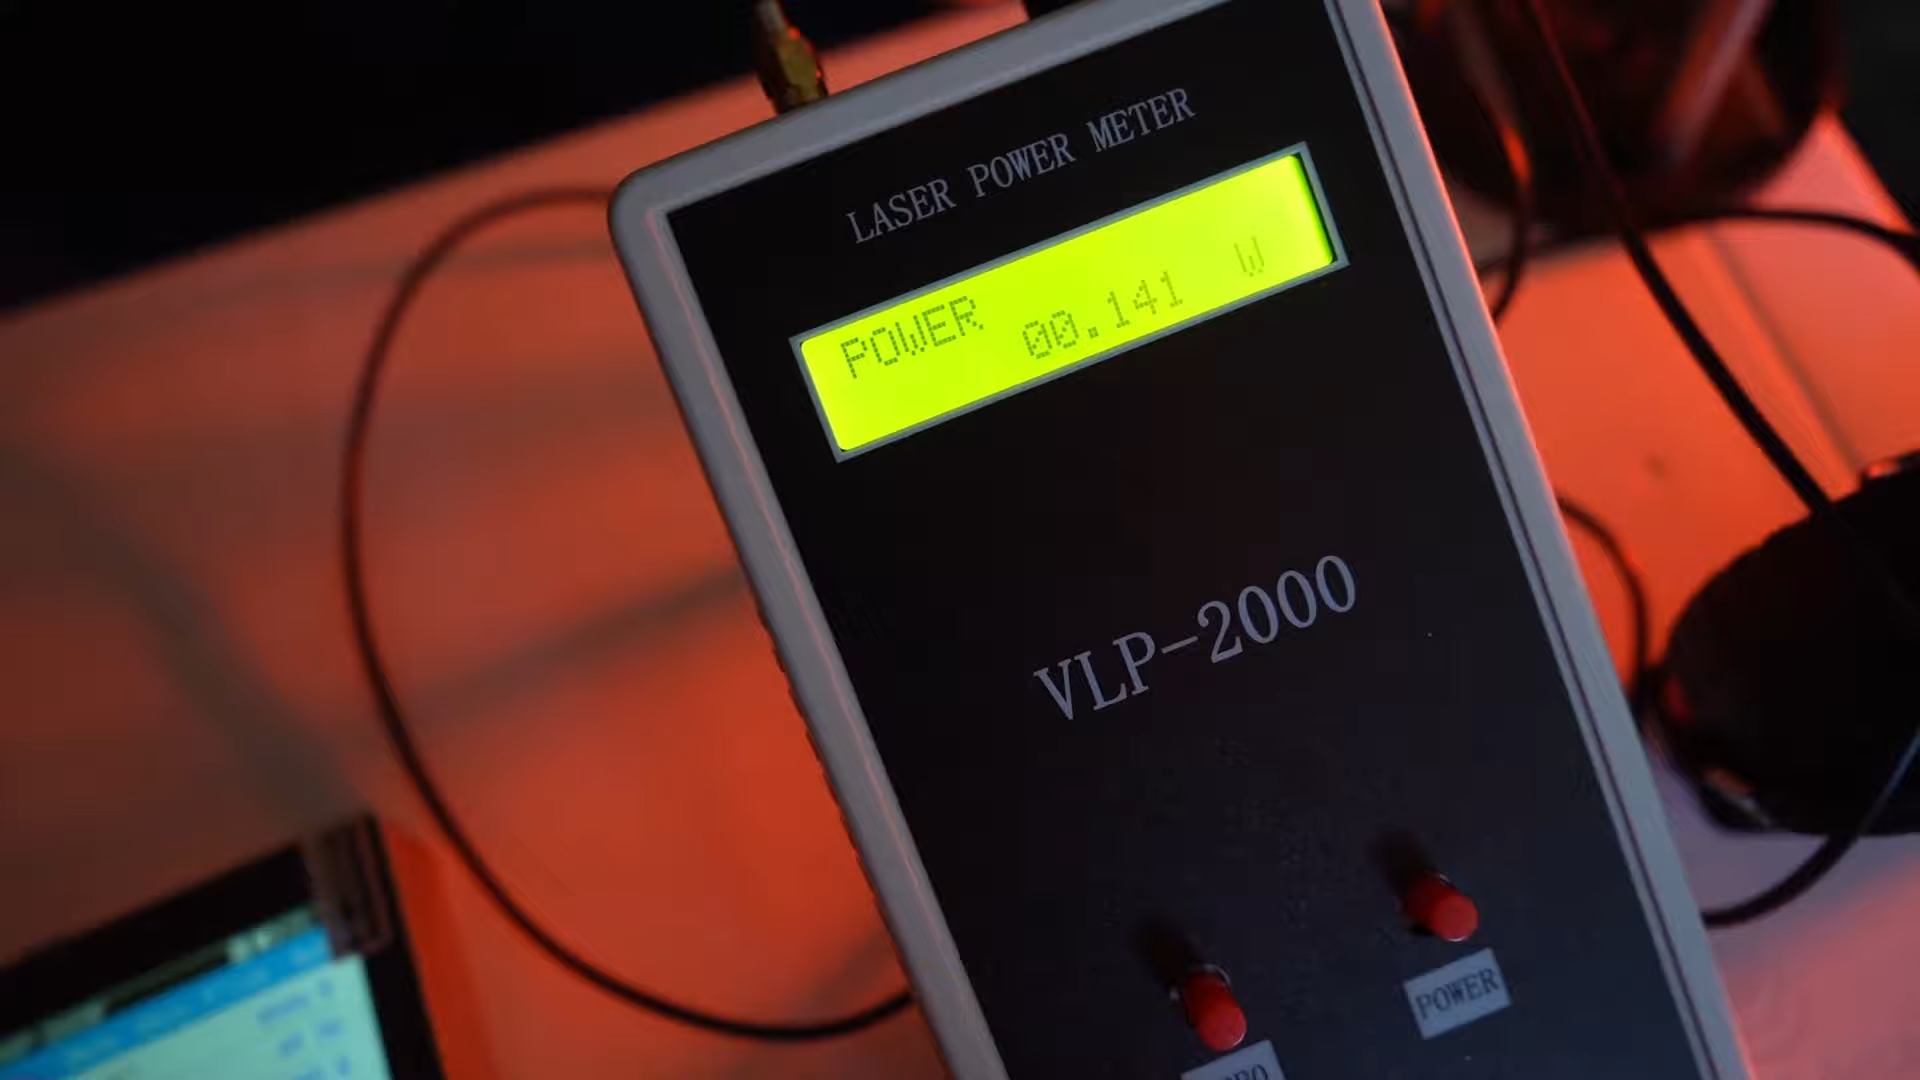 LASER POWER METER
POWER
00.141 W
VLP-2000
POWER